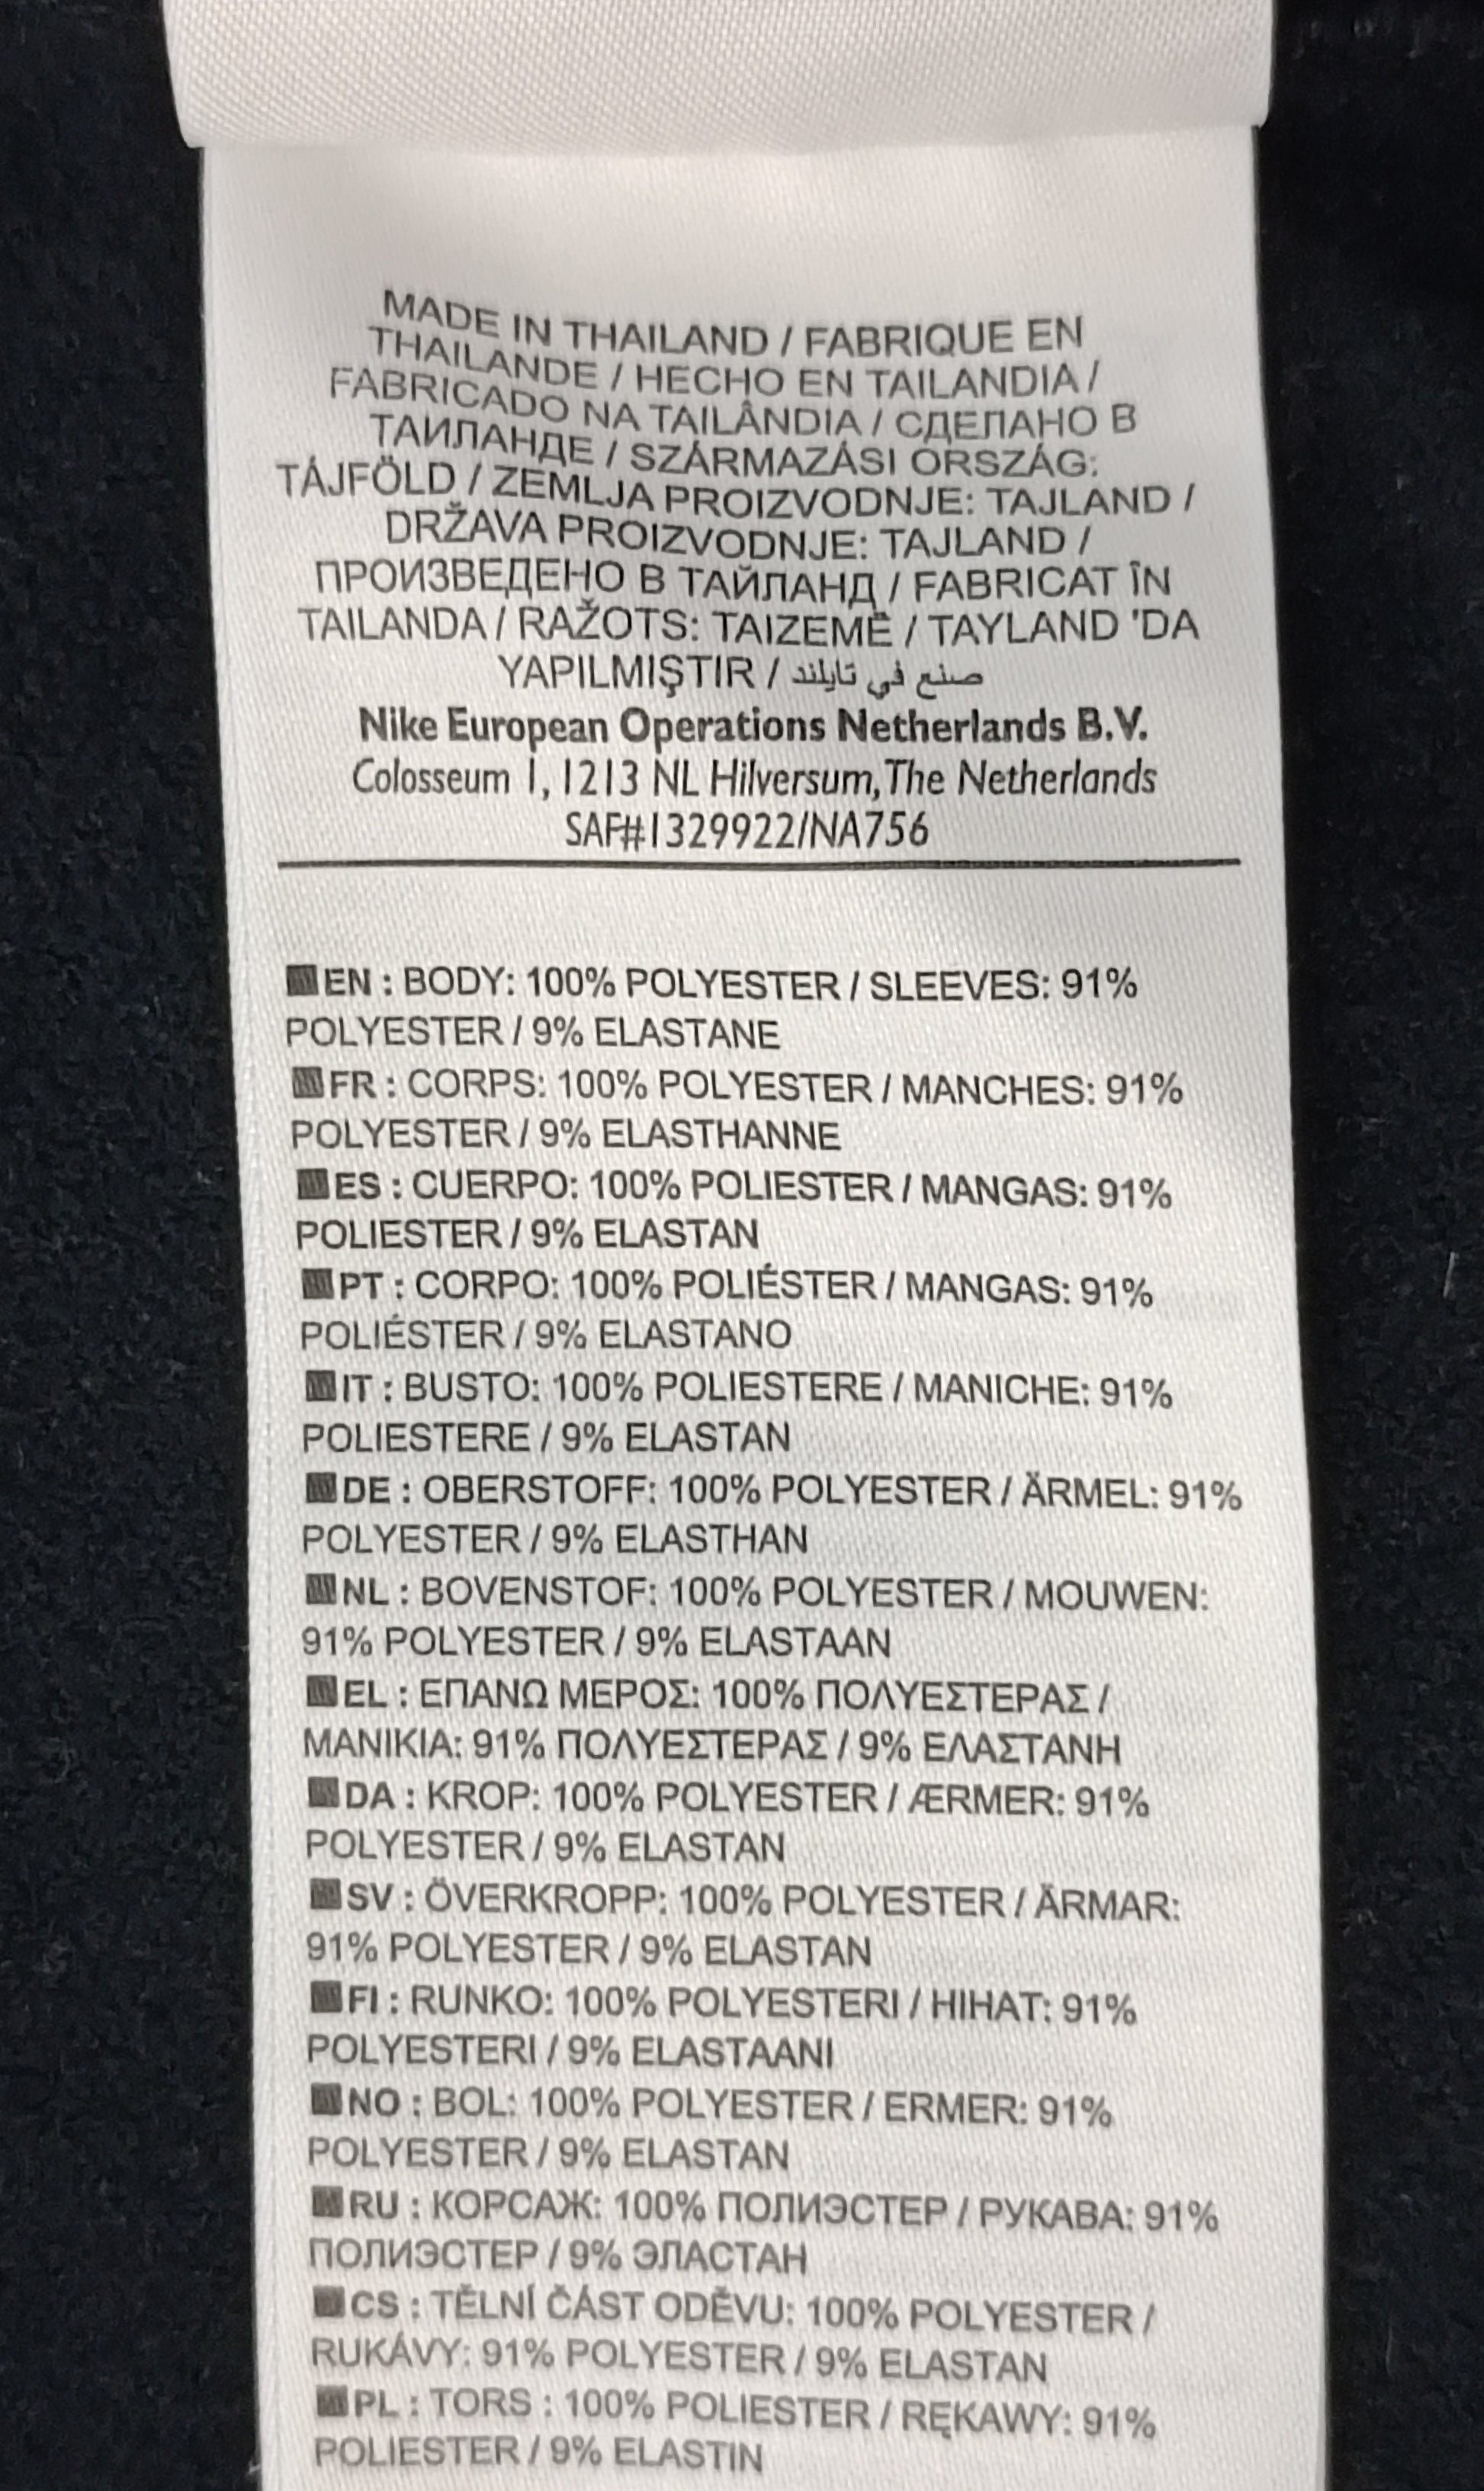 MADE IN THAILAND / FABRIQUE EN
THAILANDE / HECHO EN TAILANDIA /
FABRICADO NA TAILÂNDIA / СДЕЛАНО В
ТАИЛАНДЕ / SZÁRMAZÁSI ORSZÁG:
TÁJFÖLD / ZEMLJA PROIZVODNJE: TAJLAND /
DRŽAVA PROIZVODNJE: TAJLAND /
ПРОИЗВЕДЕНО В ТАЙЛАНД / FABRICAT ÎN
TAILANDA / RAŽOTS: TAIZEMĒ / TAYLAND 'DA
YAPILMIŞTIR / صنع في تايلند
Nike European Operations Netherlands B.V.
Colosseum 1, 1213 NL Hilversum, The Netherlands
SAF#1329922/NA756
EN : BODY: 100% POLYESTER / SLEEVES: 91%
POLYESTER / 9% ELASTANE
FR : CORPS: 100% POLYESTER / MANCHES: 91%
POLYESTER / 9% ELASTHANNE
ES : CUERPO: 100% POLIESTER / MANGAS: 91%
POLIESTER / 9% ELASTAN
PT : CORPO: 100% POLIÉSTER / MANGAS: 91%
POLIÉSTER / 9% ELASTANO
IT : BUSTO: 100% POLIESTERE / MANICHE: 91%
POLIESTERE / 9% ELASTAN
DE : OBERSTOFF: 100% POLYESTER / ÄRMEL: 91%
POLYESTER / 9% ELASTHAN
NL : BOVENSTOF: 100% POLYESTER / MOUWEN:
91% POLYESTER / 9% ELASTAAN
EL : ΕΠΑΝΩ ΜΕΡΟΣ: 100% ΠΟΛΥΕΣΤΕΡΑΣ /
ΜΑΝΙΚΙΑ: 91% ΠΟΛΥΕΣΤΕΡΑΣ / 9% ΕΛΑΣΤΑΝΗ
DA : KROP: 100% POLYESTER / ÆRMER: 91%
POLYESTER / 9% ELASTAN
SV : ÖVERKROPP: 100% POLYESTER / ÄRMAR:
91% POLYESTER / 9% ELASTAN
FI : RUNKO: 100% POLYESTERI / HIHAT: 91%
POLYESTERI / 9% ELASTAANI
NO : BOL: 100% POLYESTER / ERMER: 91%
POLYESTER / 9% ELASTAN
RU : КОРСАЖ: 100% ПОЛИЭСТЕР / РУКАВА: 91%
ПОЛИЭСТЕР / 9% ЭЛАСТАН
CS : TĚLNÍ ČÁST ODĚVU: 100% POLYESTER /
RUKÁVY: 91% POLYESTER / 9% ELASTAN
PL : TORS : 100% POLIESTER / RĘKAWY: 91%
POLIESTER / 9% ELASTIN